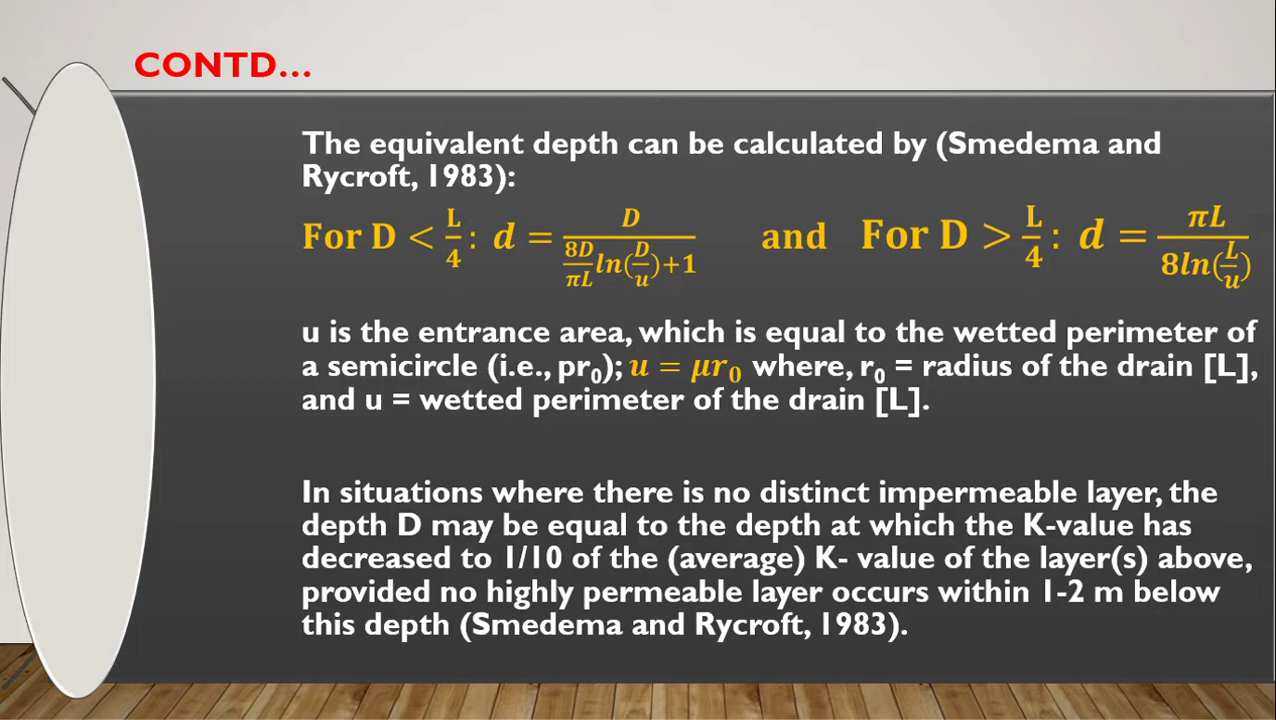 CONTD...
The equivalent depth can be calculated by (Smedema and
Rycroft, 1983):
For D < L/4 : d = D/(8D/πL ln(D/u)+1) and For D > L/4 : d = πL/(8ln(L/u))
u is the entrance area, which is equal to the wetted perimeter of
a semicircle (i.e., pr₀); u = μr₀ where, r₀ = radius of the drain [L],
and u = wetted perimeter of the drain [L].
In situations where there is no distinct impermeable layer, the
depth D may be equal to the depth at which the K-value has
decreased to 1/10 of the (average) K- value of the layer(s) above,
provided no highly permeable layer occurs within 1-2 m below
this depth (Smedema and Rycroft, 1983).